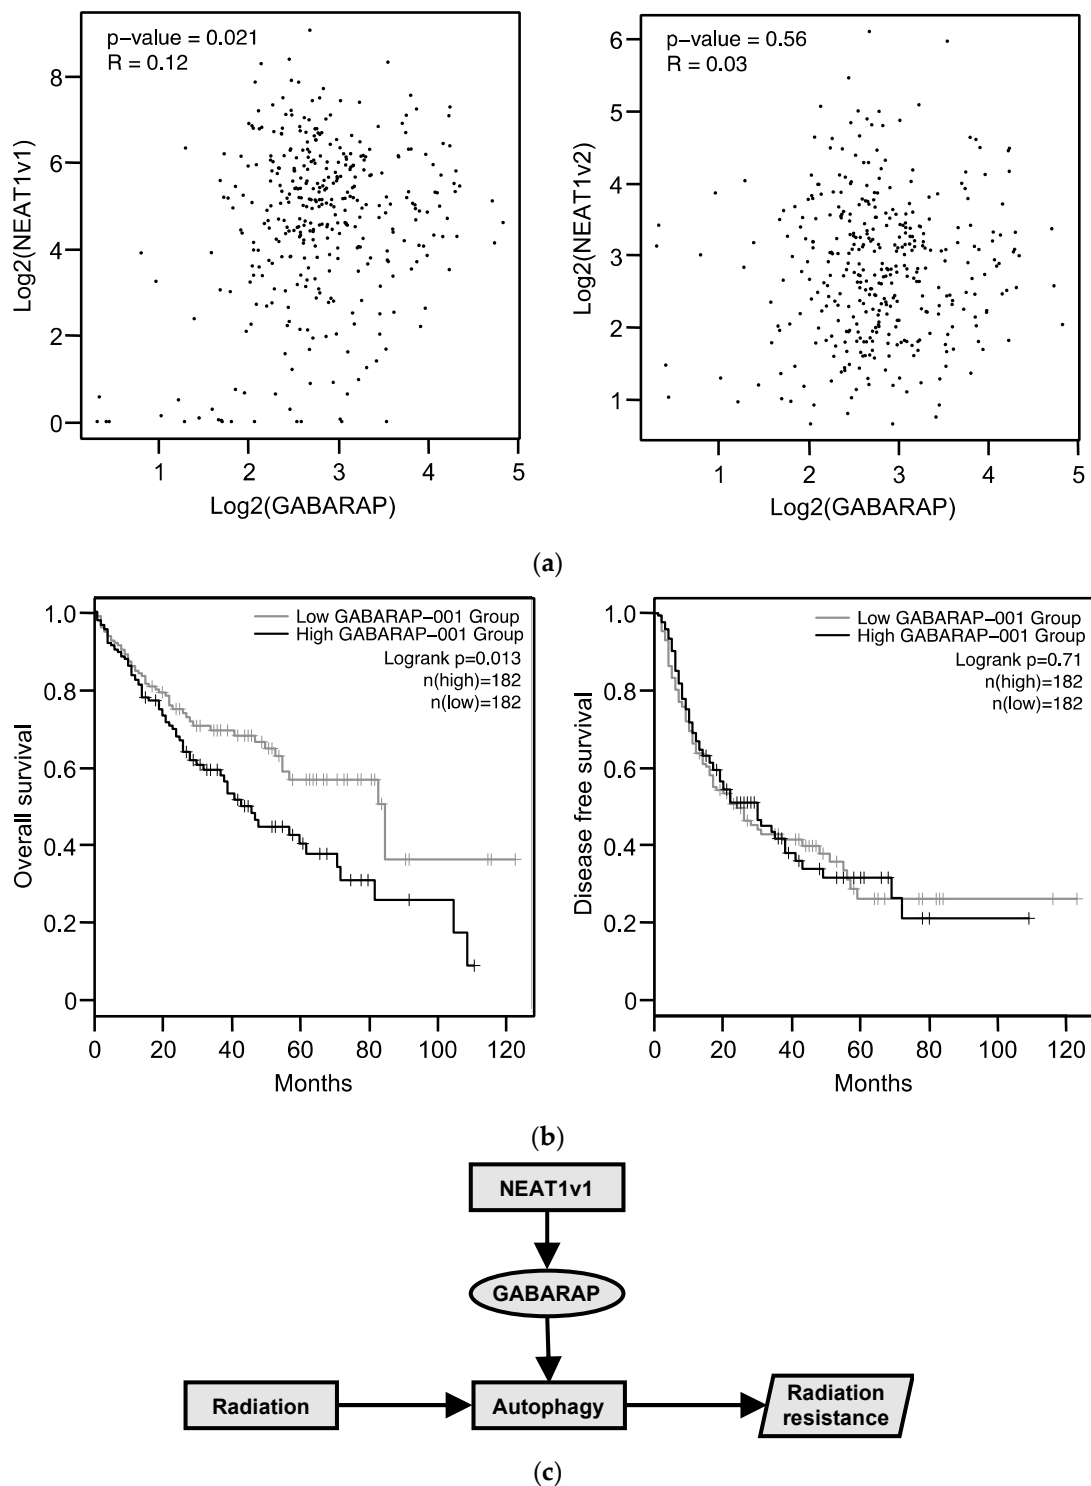 p−value = 0.021
R = 0.12
Log2(NEAT1v1)
8
6
4
2
0
1 2 3 4 5
Log2(GABARAP)
p−value = 0.56
R = 0.03
Log2(NEAT1v2)
6
5
4
3
2
1
1 2 3 4 5
Log2(GABARAP)
(a)
Low GABARAP−001 Group
High GABARAP−001 Group
Logrank p=0.013
n(high)=182
n(low)=182
Overall survival
1.0
0.8
0.6
0.4
0.2
0
0 20 40 60 80 100 120
Months
Low GABARAP−001 Group
High GABARAP−001 Group
Logrank p=0.71
n(high)=182
n(low)=182
Disease free survival
1.0
0.8
0.6
0.4
0.2
0
0 20 40 60 80 100 120
Months
(b)
NEAT1v1
GABARAP
Radiation
Autophagy
Radiation
resistance
(c)